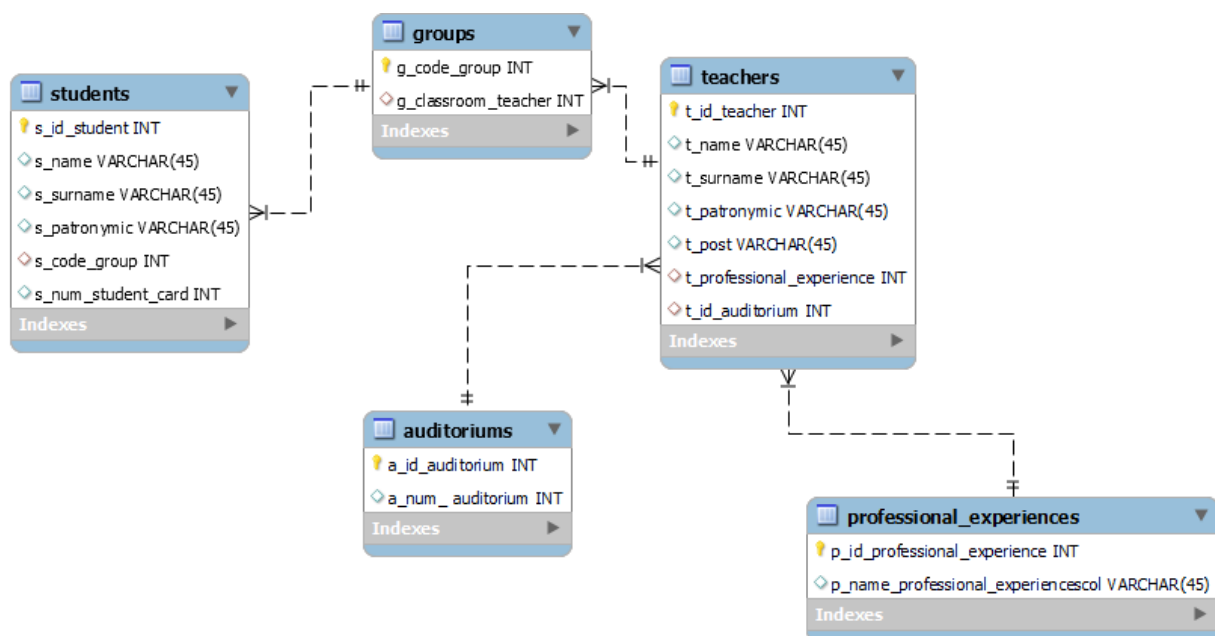 students
s_id_student INT
s_name VARCHAR(45)
s_surname VARCHAR(45)
s_patronymic VARCHAR(45)
s_code_group INT
s_num_student_card INT
Indexes
groups
g_code_group INT
g_classroom_teacher INT
Indexes
teachers
t_id_teacher INT
t_name VARCHAR(45)
t_surname VARCHAR(45)
t_patronymic VARCHAR(45)
t_post VARCHAR(45)
t_professional_experience INT
t_id_auditorium INT
Indexes
auditoriums
a_id_auditorium INT
a_num_ auditorium INT
Indexes
professional_experiences
p_id_professional_experience INT
p_name_professional_experiencescol VARCHAR(45)
Indexes